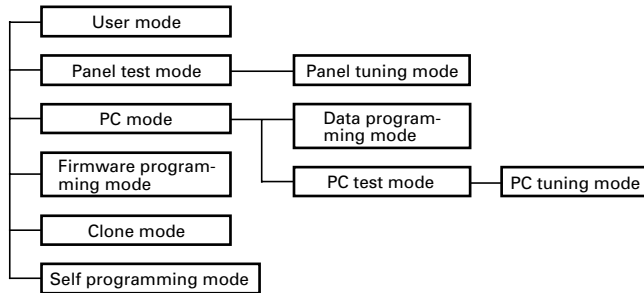 User mode
Panel test mode
Panel tuning mode
PC mode
Data program-
ming mode
Firmware program-
ming mode
PC test mode
PC tuning mode
Clone mode
Self programming mode